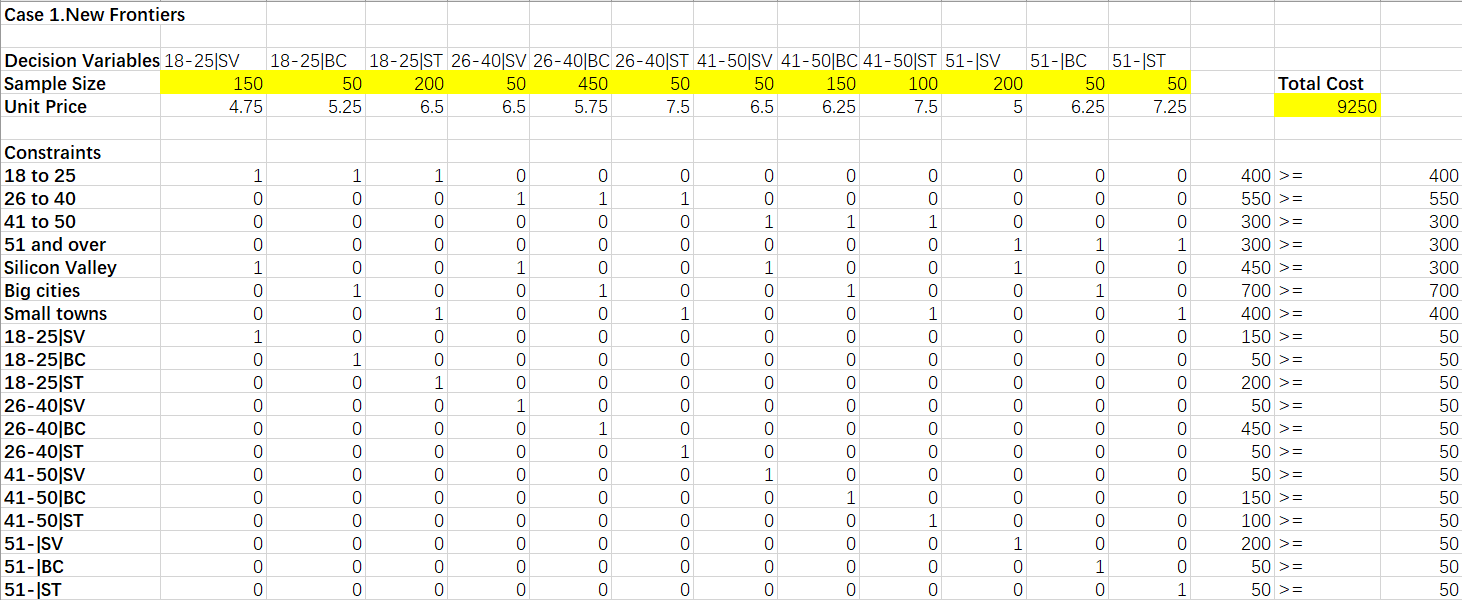 Case 1.New Frontiers
Decision Variables 18-25|SV 18-25|BC 18-25|ST 26-40|SV 26-40|BC 26-40|ST 41-50|SV 41-50|BC 41-50|ST 51-|SV 51-|BC 51-|ST
Sample Size 150 50 200 50 450 50 50 150 100 200 50 50 Total Cost
Unit Price 4.75 5.25 6.5 6.5 5.75 7.5 6.5 6.25 7.5 5 6.25 7.25 9250
Constraints
18 to 25 1 1 1 0 0 0 0 0 0 0 0 0 400 >= 400
26 to 40 0 0 0 1 1 1 0 0 0 0 0 0 550 >= 550
41 to 50 0 0 0 0 0 0 1 1 1 0 0 0 300 >= 300
51 and over 0 0 0 0 0 0 0 0 0 1 1 1 300 >= 300
Silicon Valley 1 0 0 1 0 0 1 0 0 1 0 0 450 >= 300
Big cities 0 1 0 0 1 0 0 1 0 0 1 0 700 >= 700
Small towns 0 0 1 0 0 1 0 0 1 0 0 1 400 >= 400
18-25|SV 1 0 0 0 0 0 0 0 0 0 0 0 150 >= 50
18-25|BC 0 1 0 0 0 0 0 0 0 0 0 0 50 >= 50
18-25|ST 0 0 1 0 0 0 0 0 0 0 0 0 200 >= 50
26-40|SV 0 0 0 1 0 0 0 0 0 0 0 0 50 >= 50
26-40|BC 0 0 0 0 1 0 0 0 0 0 0 0 450 >= 50
26-40|ST 0 0 0 0 0 1 0 0 0 0 0 0 50 >= 50
41-50|SV 0 0 0 0 0 0 1 0 0 0 0 0 50 >= 50
41-50|BC 0 0 0 0 0 0 0 1 0 0 0 0 150 >= 50
41-50|ST 0 0 0 0 0 0 0 0 1 0 0 0 100 >= 50
51-|SV 0 0 0 0 0 0 0 0 0 1 0 0 200 >= 50
51-|BC 0 0 0 0 0 0 0 0 0 0 1 0 50 >= 50
51-|ST 0 0 0 0 0 0 0 0 0 0 0 1 50 >= 50